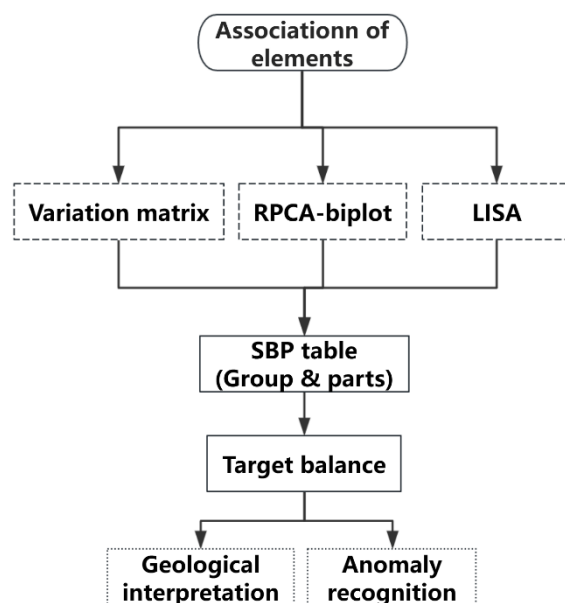 Associationn of
elements
Variation matrix
RPCA-biplot
LISA
SBP table
(Group & parts)
Target balance
Geological
interpretation
Anomaly
recognition